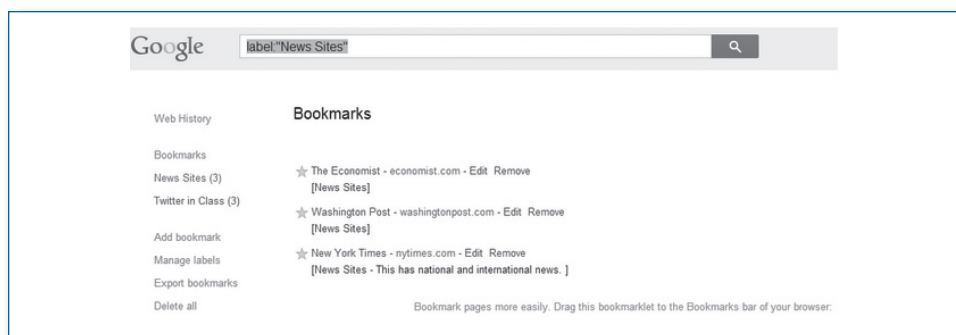 Google
label:"News Sites"
Web History
Bookmarks
News Sites (3)
Twitter in Class (3)
Add bookmark
Manage labels
Export bookmarks
Delete all
Bookmarks
The Economist - economist.com - Edit Remove
[News Sites]
Washington Post - washingtonpost.com - Edit Remove
[News Sites]
New York Times - nytimes.com - Edit Remove
[News Sites - This has national and international news. ]
Bookmark pages more easily. Drag this bookmarklet to the Bookmarks bar of your browser: